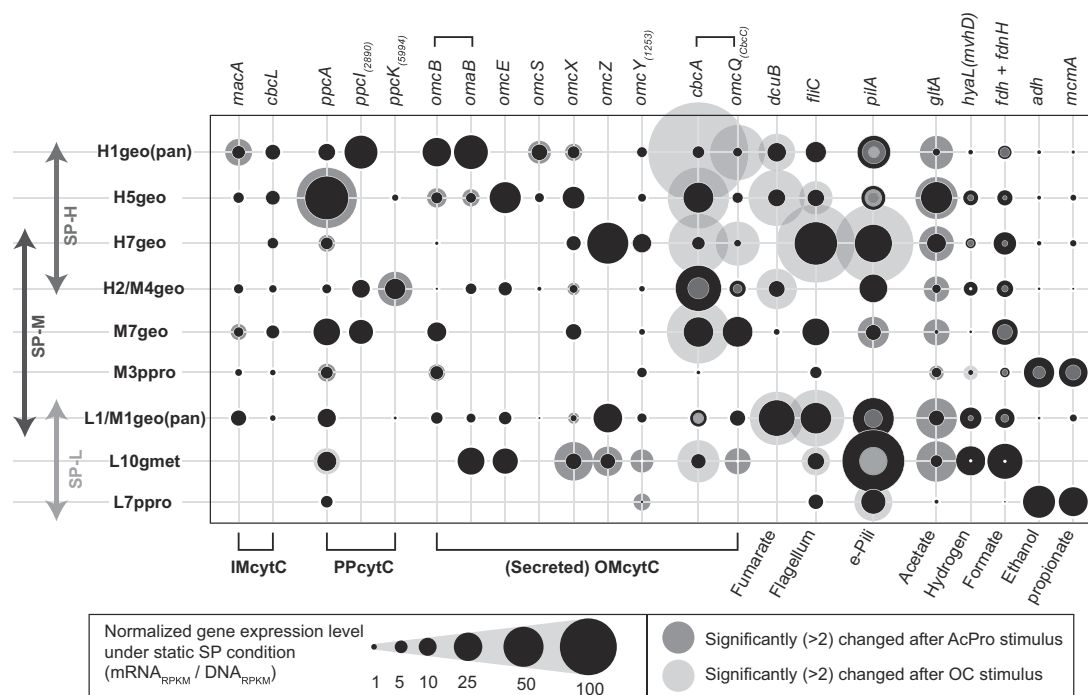 macA cbcL ppcA ppcI(2890) ppcK(5994) omcB omaB omcE omcS omcX omcZ omcY(1253) cbcA omcQ(CbcC) dcuB fliC pilA gltA hyaL(mvhD) fdh + fdnH adh mcmA
H1geo(pan)
H5geo
H7geo
H2/M4geo
M7geo
M3ppro
L1/M1geo(pan)
L10gmet
L7ppro
SP-H
SP-M
SP-L
IMcytC PPcytC (Secreted) OMcytC
Fumarate Flagellum e-Pili Acetate Hydrogen Formate Ethanol propionate
Normalized gene expression level
under static SP condition
(mRNA RPKM / DNA RPKM)
1 5 10 25 50 100
Significantly (>2) changed after AcPro stimulus
Significantly (>2) changed after OC stimulus